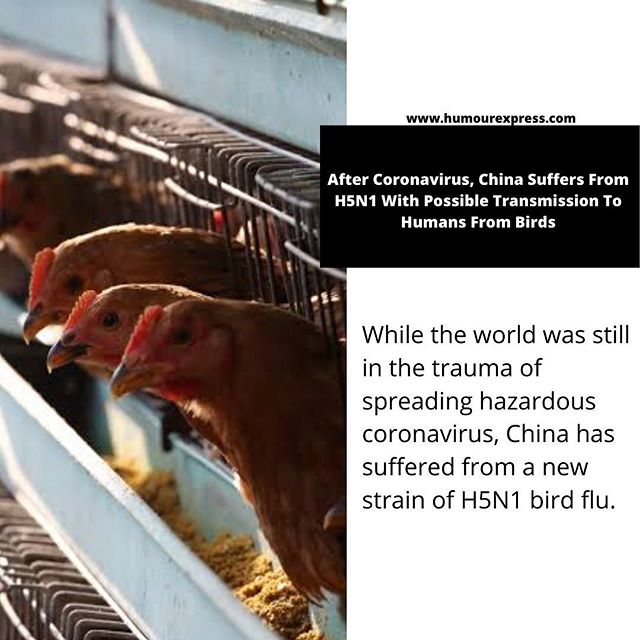 www.humourexpress.com
After Coronavirus, China Suffers From
H5N1 With Possible Transmission To
Humans From Birds
While the world was still
in the trauma of
spreading hazardous
coronavirus, China has
suffered from a new
strain of H5N1 bird flu.